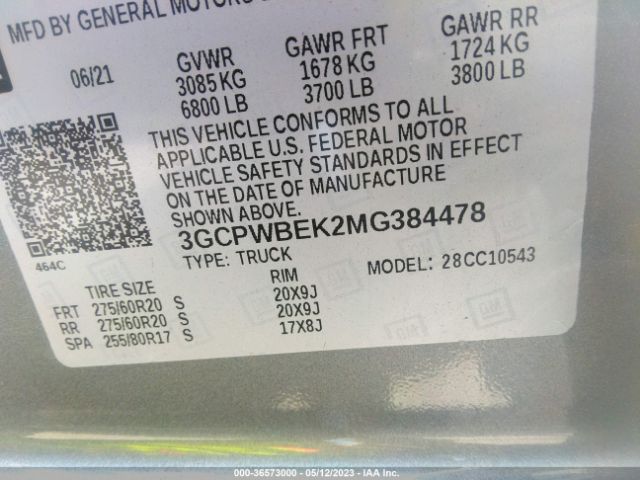 MFD BY GENERAL MOTORS
06/21
GVWR GAWR FRT GAWR RR
3085 KG 1678 KG 1724 KG
6800 LB 3700 LB 3800 LB
THIS VEHICLE CONFORMS TO ALL
APPLICABLE U.S. FEDERAL MOTOR
VEHICLE SAFETY STANDARDS IN EFFECT
ON THE DATE OF MANUFACTURE
SHOWN ABOVE.
3GCPWBEK2MG384478
464C
TYPE: TRUCK MODEL: 28CC10543
TIRE SIZE RIM
FRT 275/60R20 S 20X9J
RR 275/60R20 S 20X9J
SPA 255/80R17 S 17X8J
000-36573000 - 05/12/2023 - IAA Inc.